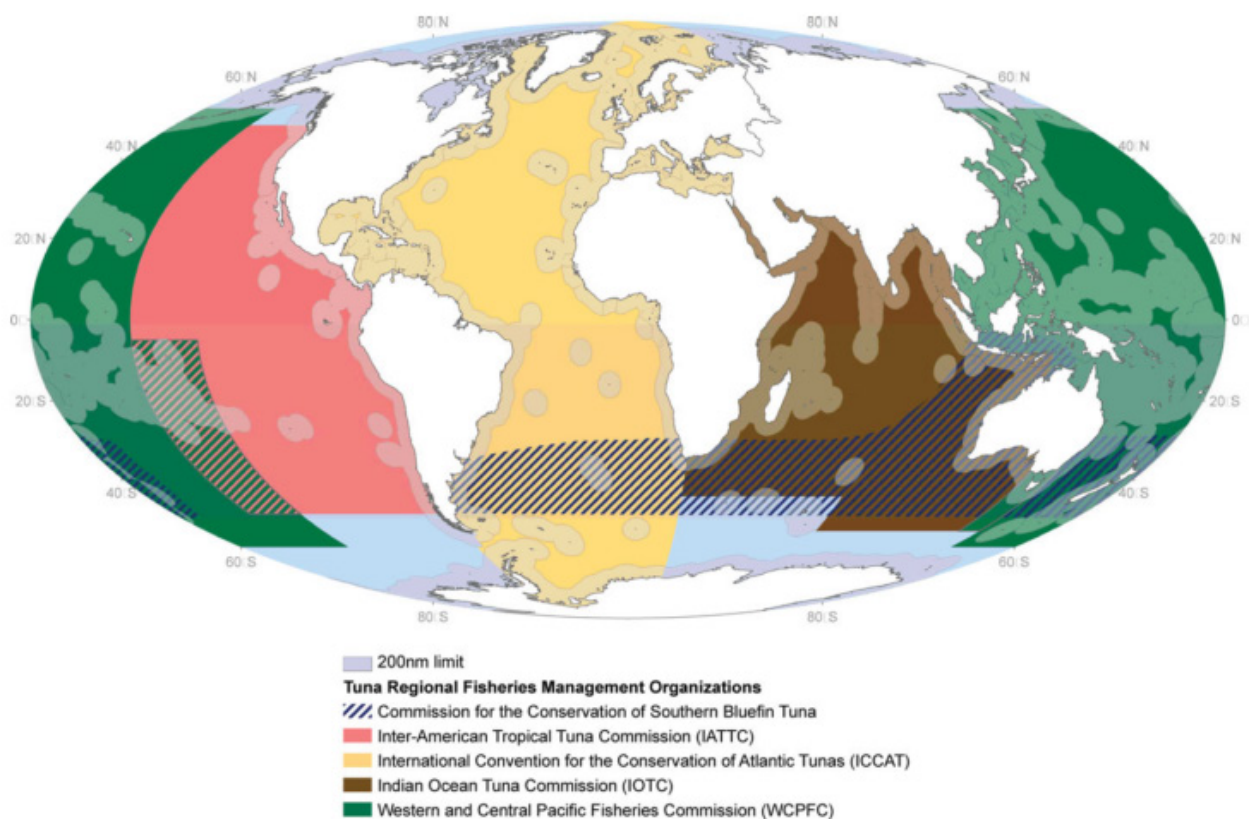 80▯N 80▯N
60▯N 60▯N
40▯N 40▯N
20▯N 20▯N
0▯ 0▯
20▯S 20▯S
40▯S 40▯S
60▯S 60▯S
80▯S 80▯S
200nm limit
Tuna Regional Fisheries Management Organizations
Commission for the Conservation of Southern Bluefin Tuna
Inter-American Tropical Tuna Commission (IATTC)
International Convention for the Conservation of Atlantic Tunas (ICCAT)
Indian Ocean Tuna Commission (IOTC)
Western and Central Pacific Fisheries Commission (WCPFC)